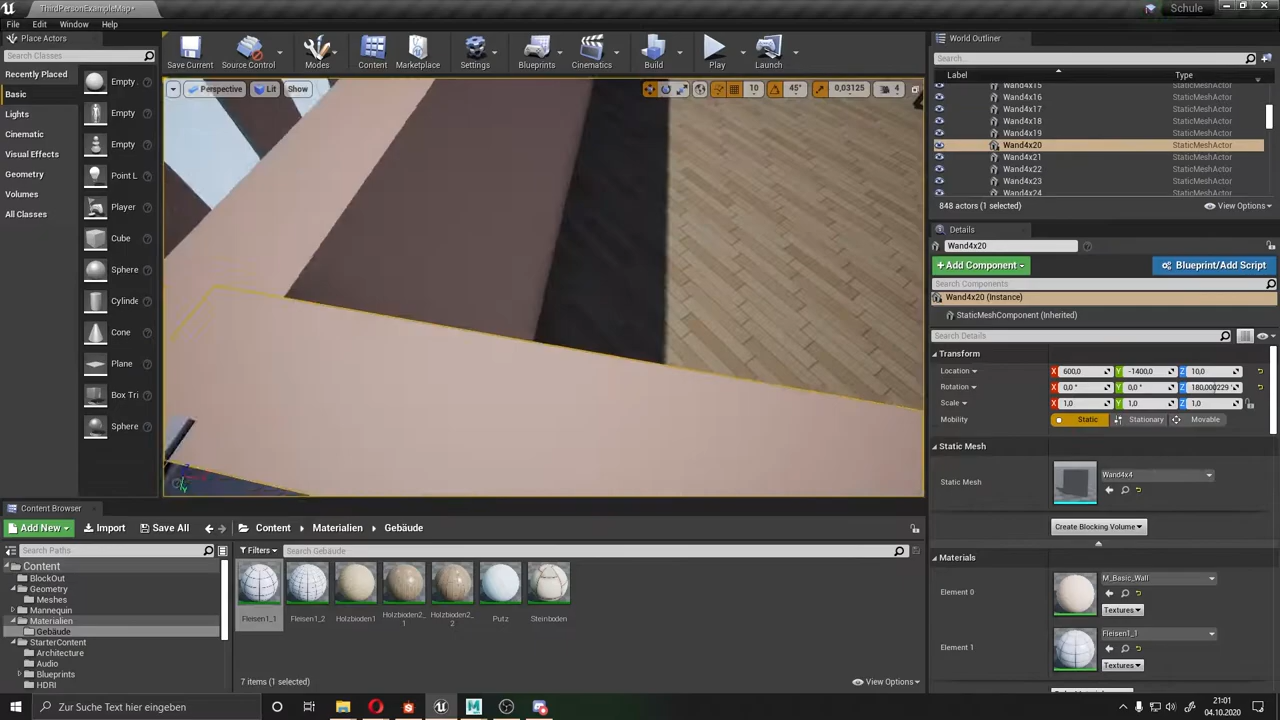 ThirdPersonExampleMap*
Schule
File Edit Window Help
Place Actors
Search Classes
Recently Placed
Basic
Lights
Cinematic
Visual Effects
Geometry
Volumes
All Classes
Empty
Empty
Empty
Point L
Player
Cube
Sphere
Cylinde
Cone
Plane
Box Tri
Sphere
Save Current
Source Control
Modes
Content
Marketplace
Settings
Blueprints
Cinematics
Build
Play
Launch
Perspective
Lit
Show
10
45°
0,03125
4
World Outliner
Search...
Label Type
Wand4x15 StaticMeshActor
Wand4x16 StaticMeshActor
Wand4x17 StaticMeshActor
Wand4x18 StaticMeshActor
Wand4x19 StaticMeshActor
Wand4x20 StaticMeshActor
Wand4x21 StaticMeshActor
Wand4x22 StaticMeshActor
Wand4x23 StaticMeshActor
Wand4x24 StaticMeshActor
848 actors (1 selected)
View Options
Details
Wand4x20
+Add Component
Blueprint/Add Script
Search Components
Wand4x20 (Instance)
StaticMeshComponent (Inherited)
Search Details
Transform
Location X 600,0 Y -1400,0 Z 10,0
Rotation X 0,0 ° Y 0,0 ° Z 180,000229 °
Scale X 1,0 Y 1,0 Z 1,0
Mobility Static Stationary Movable
Static Mesh
Static Mesh
Wand4x4
Create Blocking Volume
Materials
Element 0
M_Basic_Wall
Textures
Element 1
Fleisen1_1
Textures
Content Browser
Add New
Import
Save All
Content
Materialien
Gebäude
Search Paths
Filters
Search Gebäude
Content
BlockOut
Geometry
Meshes
Mannequin
Materialien
Gebäude
StarterContent
Architecture
Audio
Blueprints
HDRI
Fleisen1_1
Fleisen1_2
Holzbioden1
Holzbioden2_
1
Holzbioden2_
2
Putz
Steinboden
7 items (1 selected)
View Options
Zur Suche Text hier eingeben
21:01
04.10.2020